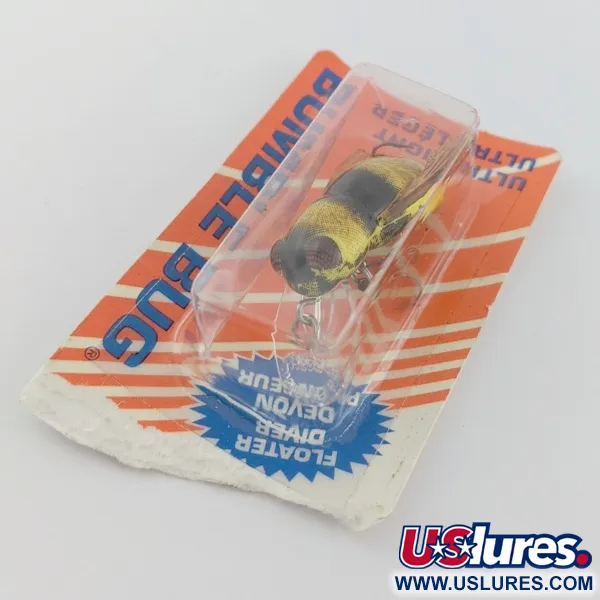 BUMBLE BUG®
ULTRA LIGHT
ULTRA LÉGER
FLOATER
DIVER
DEVON
PLONGEUR
USlures.
WWW.USLURES.COM